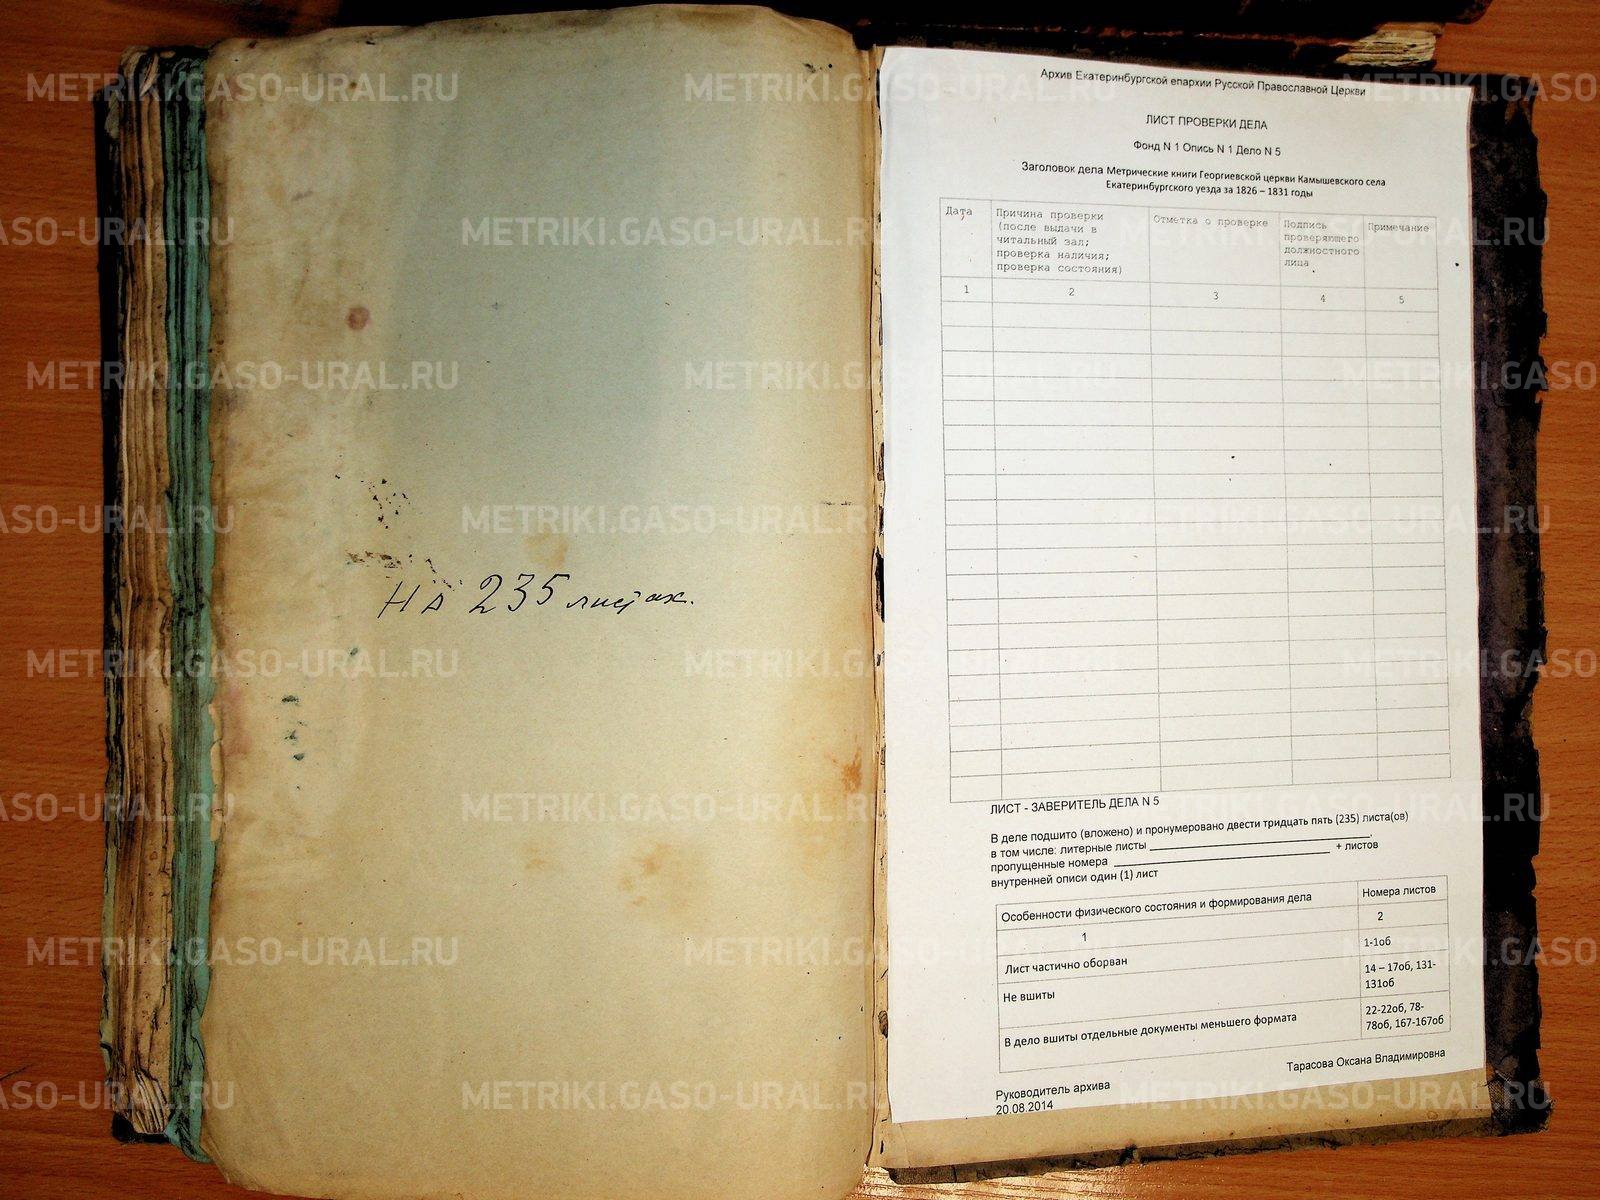 На 235 листах.
Архив Екатеринбургской епархии Русской Православной Церкви
ЛИСТ ПРОВЕРКИ ДЕЛА
Фонд N 1 Опись N 1 Дело N 5
Заголовок дела Метрические книги Георгиевской церкви Камышевского села
Екатеринбургского уезда за 1826 – 1831 годы
Дата
Причина проверки
(после выдачи в
читальный зал;
проверка наличия;
проверка состояния)
Отметка о проверке
Подпись
проверяющего
должностного
лица
Примечание
1 2 3 4 5
ЛИСТ - ЗАВЕРИТЕЛЬ ДЕЛА N 5
В деле подшито (вложено) и пронумеровано двести тридцать пять (235) листа(ов)
в том числе: литерные листы
пропущенные номера + листов
внутренней описи один (1) лист
Особенности физического состояния и формирования дела Номера листов
1 2
Лист частично оборван 1-1об
Не вшиты 14 – 17об, 131-
131об
В дело вшиты отдельные документы меньшего формата 22-22об, 78-
78об, 167-167об
Тарасова Оксана Владимировна
Руководитель архива
20.08.2014
METRIKI.GASO-URAL.RU